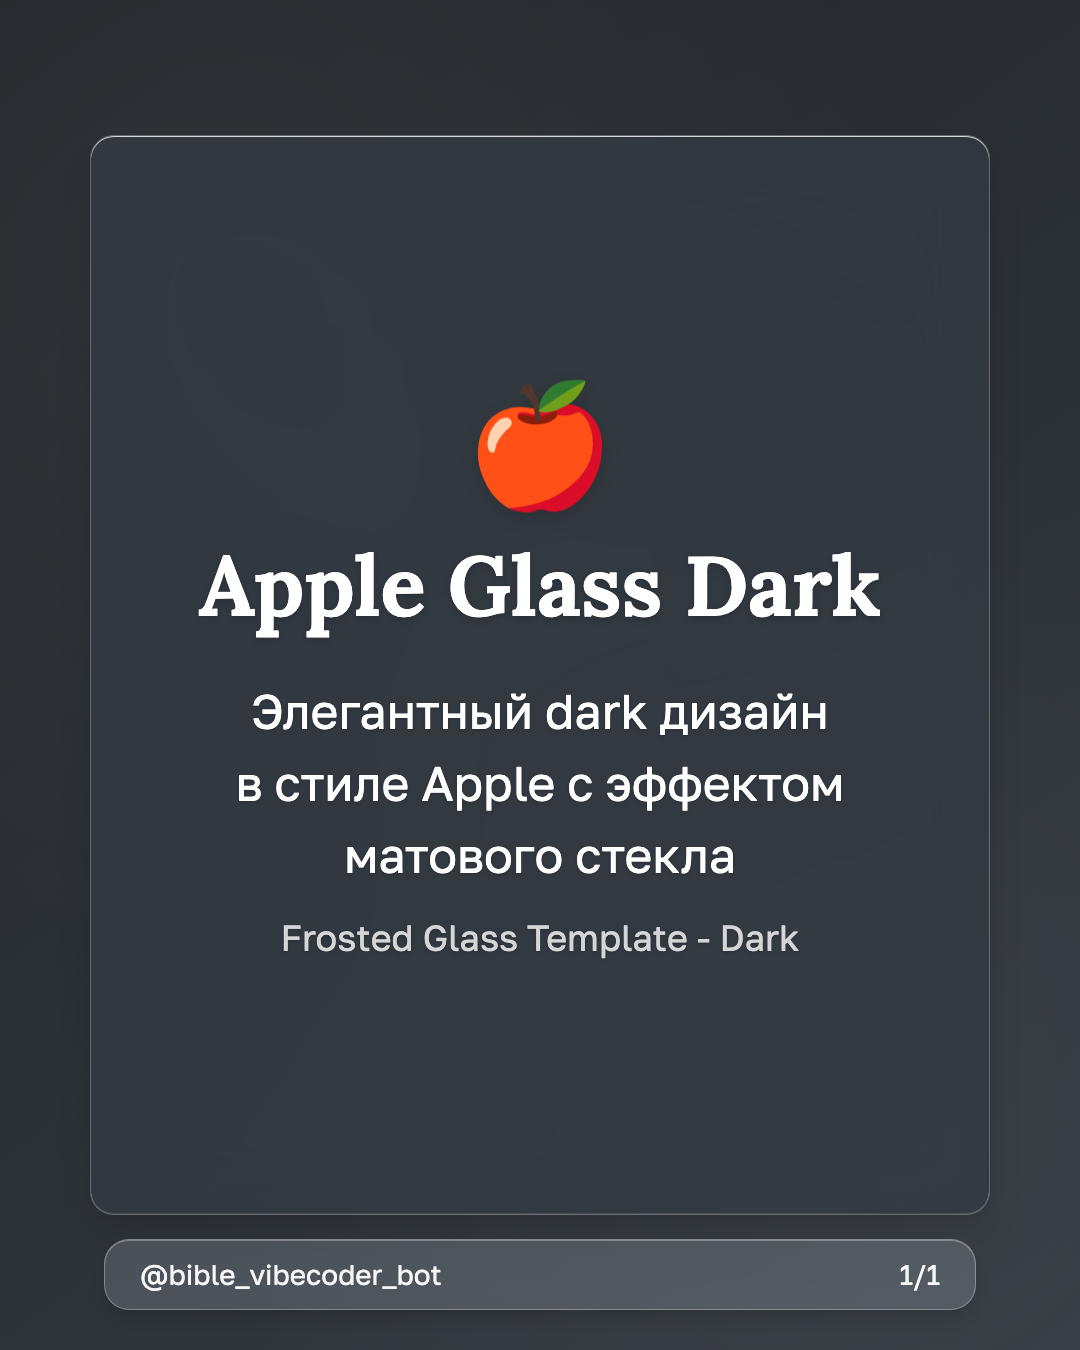 Apple Glass Dark
Элегантный dark дизайн
в стиле Apple с эффектом
матового стекла
Frosted Glass Template - Dark
@bible_vibecoder_bot
1/1